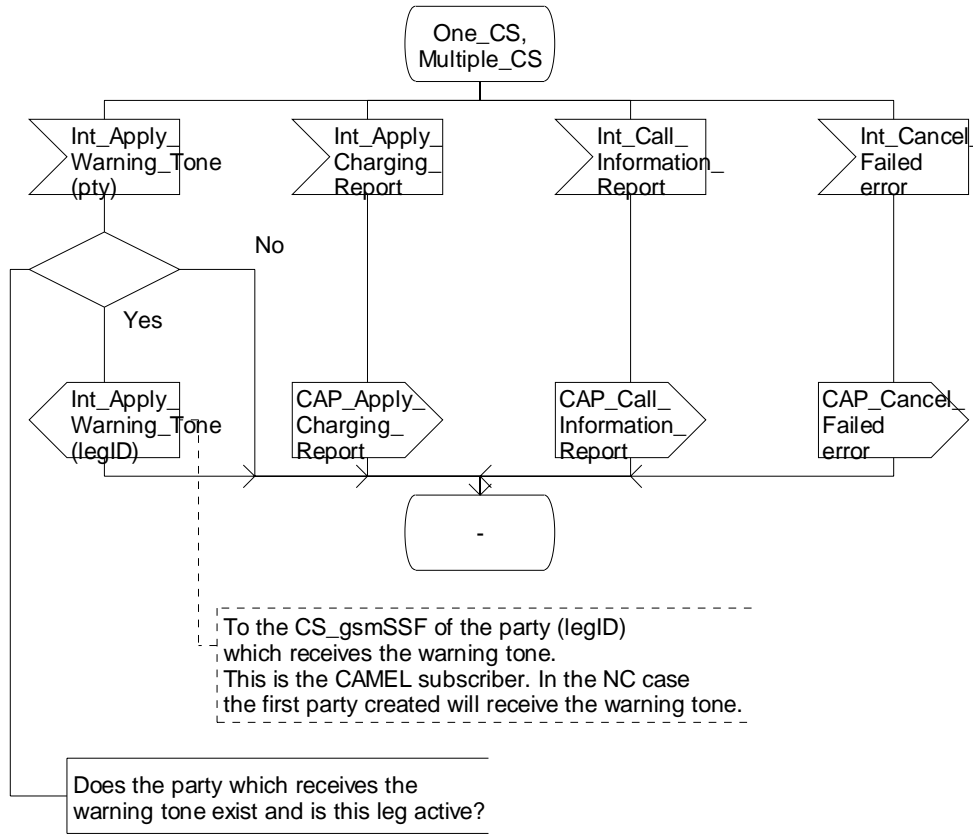 One_CS,
Multiple_CS
Int_Apply_
Warning_Tone
(pty)
Int_Apply_
Charging_
Report
Int_Call_
Information_
Report
Int_Cancel_
Failed
error
No
Yes
Int_Apply_
Warning_Tone
(legID)
CAP_Apply_
Charging_
Report
CAP_Call_
Information_
Report
CAP_Cancel_
Failed
error
-
To the CS_gsmSSF of the party (legID)
which receives the warning tone.
This is the CAMEL subscriber. In the NC case
the first party created will receive the warning tone.
Does the party which receives the
warning tone exist and is this leg active?